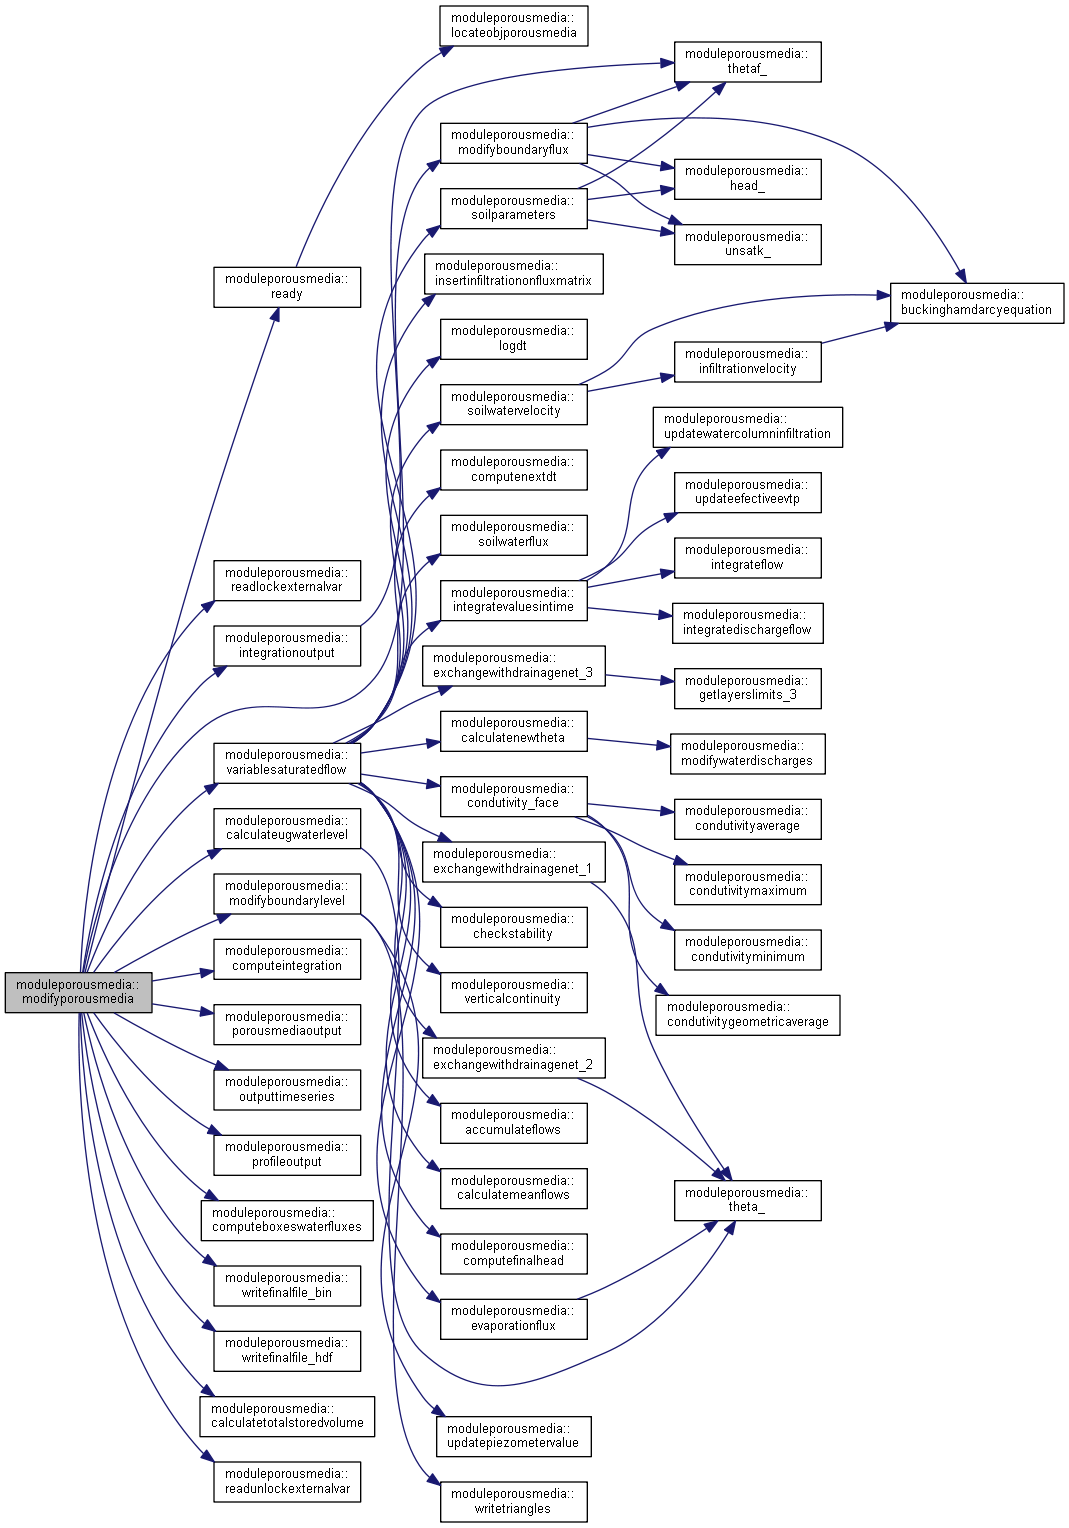 moduleporousmedia::
modifyporousmedia
moduleporousmedia::
ready
moduleporousmedia::
readlockexternalvar
moduleporousmedia::
integrationoutput
moduleporousmedia::
variablesaturatedflow
moduleporousmedia::
calculateugwaterlevel
moduleporousmedia::
modifyboundarylevel
moduleporousmedia::
computeintegration
moduleporousmedia::
porousmediaoutput
moduleporousmedia::
outputtimeseries
moduleporousmedia::
profileoutput
moduleporousmedia::
computeboxeswaterfluxes
moduleporousmedia::
writefinalfile_bin
moduleporousmedia::
writefinalfile_hdf
moduleporousmedia::
calculatetotalstoredvolume
moduleporousmedia::
readunlockexternalvar
moduleporousmedia::
locateobjporousmedia
moduleporousmedia::
modifyboundaryflux
moduleporousmedia::
soilparameters
moduleporousmedia::
insertinfiltrationonfluxmatrix
moduleporousmedia::
logdt
moduleporousmedia::
soilwatervelocity
moduleporousmedia::
computenextdt
moduleporousmedia::
soilwaterflux
moduleporousmedia::
integratevaluesintime
moduleporousmedia::
exchangewithdrainagenet_3
moduleporousmedia::
calculatenewtheta
moduleporousmedia::
condutivity_face
moduleporousmedia::
exchangewithdrainagenet_1
moduleporousmedia::
checkstability
moduleporousmedia::
verticalcontinuity
moduleporousmedia::
exchangewithdrainagenet_2
moduleporousmedia::
accumulateflows
moduleporousmedia::
calculatemeanflows
moduleporousmedia::
computefinalhead
moduleporousmedia::
evaporationflux
moduleporousmedia::
updatepiezometervalue
moduleporousmedia::
writetriangles
moduleporousmedia::
thetaf_
moduleporousmedia::
head_
moduleporousmedia::
unsatk_
moduleporousmedia::
infiltrationvelocity
moduleporousmedia::
updatewatercolumninfiltration
moduleporousmedia::
updateefectiveevtp
moduleporousmedia::
integrateflow
moduleporousmedia::
integratedischargeflow
moduleporousmedia::
getlayerslimits_3
moduleporousmedia::
modifywaterdischarges
moduleporousmedia::
condutivityaverage
moduleporousmedia::
condutivitymaximum
moduleporousmedia::
condutivityminimum
moduleporousmedia::
condutivitygeometricaverage
moduleporousmedia::
theta_
moduleporousmedia::
buckinghamdarcyequation